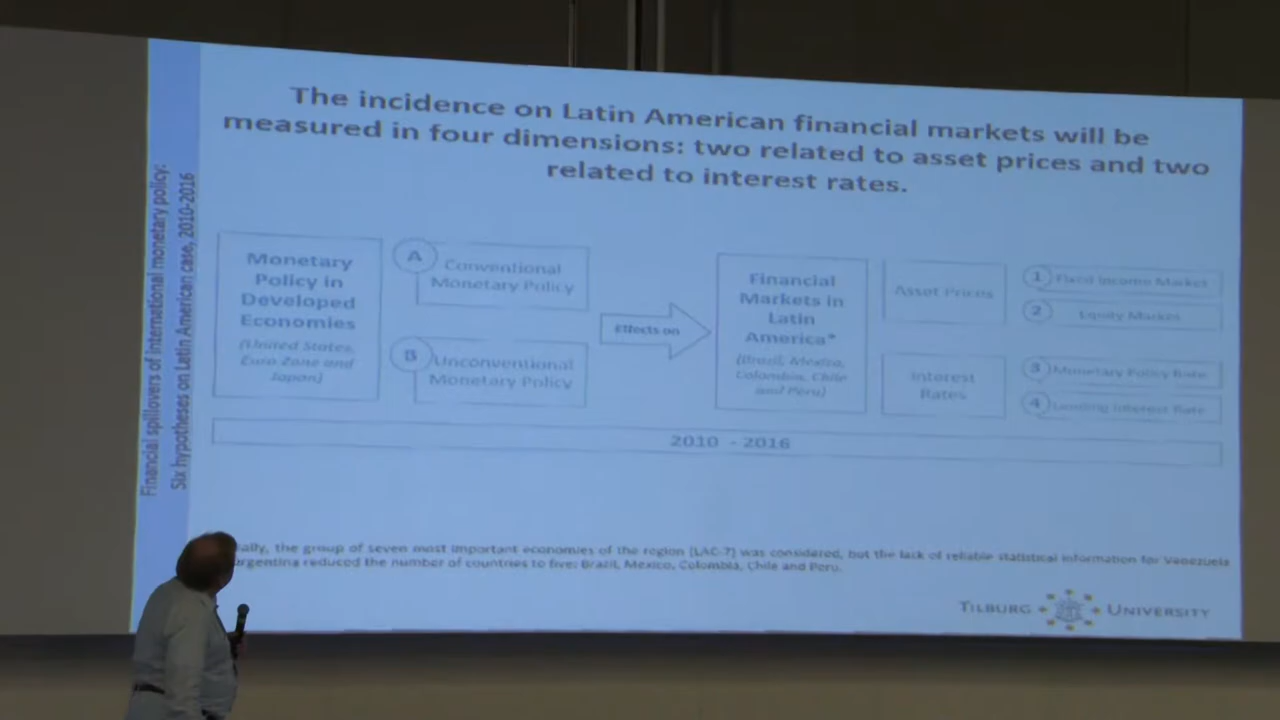 The incidence on Latin American financial markets will be
measured in four dimensions: two related to asset prices and two
related to interest rates.
Financial spillovers of international monetary policy:
Six hypotheses on Latin American case, 2010-2016
Monetary
Policy in
Developed
Economies
(United States,
Euro Zone and
Japan)
A
Conventional
Monetary Policy
B
Unconventional
Monetary Policy
Effects on
Financial
Markets in
Latin
America*
(Brazil, Mexico,
Colombia, Chile
and Peru)
Asset Prices
1
Fixed Income Market
2
Equity Market
Interest
Rates
3
Monetary Policy Rate
4
Lending Interest Rate
2010 - 2016
ally, the group of seven most important economies of the region (LAC-7) was considered, but the lack of reliable statistical information for Venezuela
rgentina reduced the number of countries to five: Brazil, Mexico, Colombia, Chile and Peru.
TILBURG UNIVERSITY